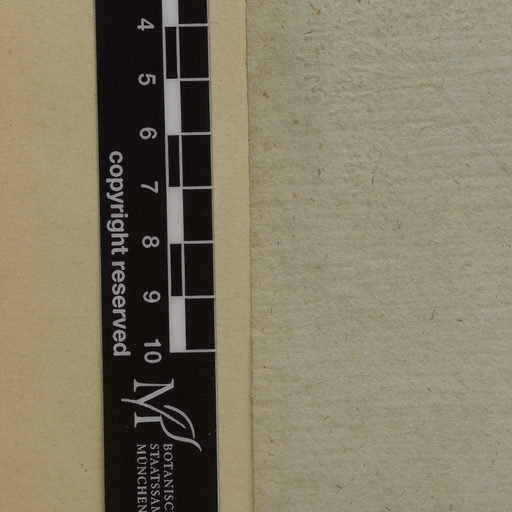 4
5
6
7
8
9
10
copyright reserved
M
BOTANISC
STAATSSAM
MÜNCHEN